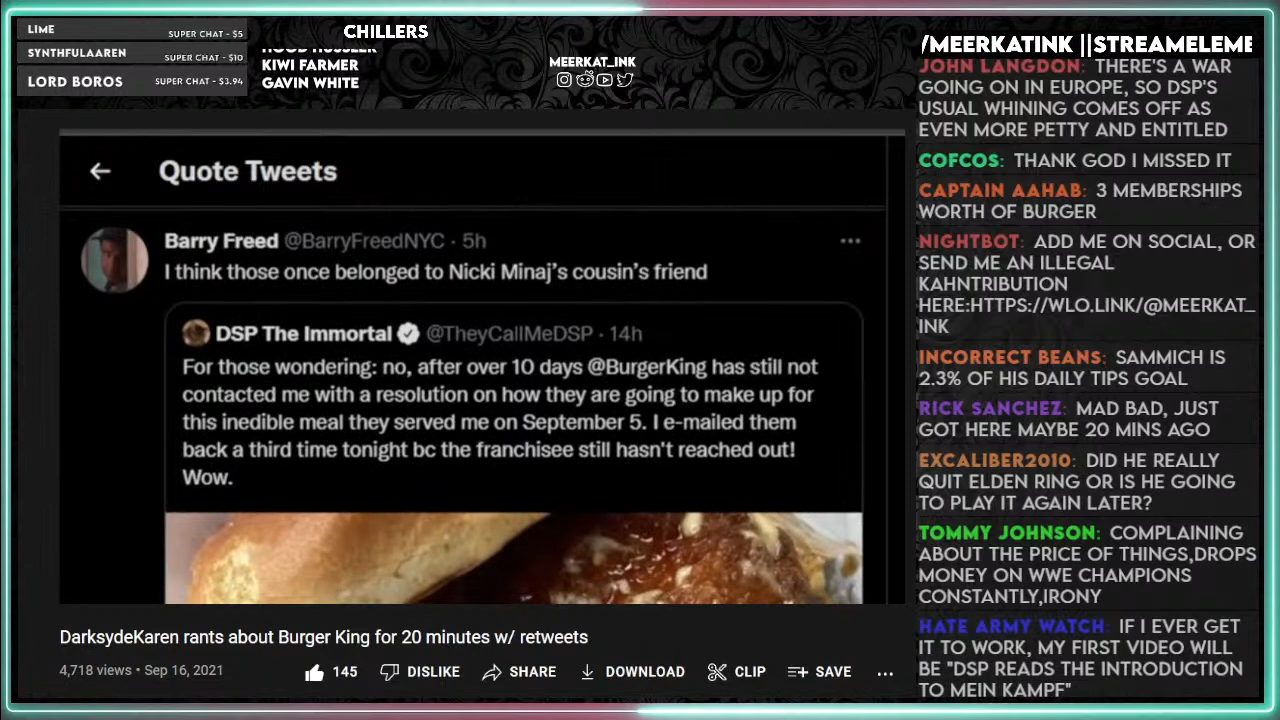 LIME SUPER CHAT - $5
SYNTHFULAAREN SUPER CHAT - $10
LORD BOROS SUPER CHAT - $3.94
CHILLERS
KIWI FARMER
GAVIN WHITE
MEERKAT_INK
Quote Tweets
Barry Freed @BarryFreedNYC · 5h
I think those once belonged to Nicki Minaj's cousin's friend
DSP The Immortal @TheyCallMeDSP · 14h
For those wondering: no, after over 10 days @BurgerKing has still not
contacted me with a resolution on how they are going to make up for
this inedible meal they served me on September 5. I e-mailed them
back a third time tonight bc the franchisee still hasn't reached out!
Wow.
DarksydeKaren rants about Burger King for 20 minutes w/ retweets
4,718 views • Sep 16, 2021 145 DISLIKE SHARE DOWNLOAD CLIP SAVE
/MEERKATINK ||STREAMELEME
JOHN LANGDON: THERE'S A WAR
GOING ON IN EUROPE, SO DSP'S
USUAL WHINING COMES OFF AS
EVEN MORE PETTY AND ENTITLED
COFCOS: THANK GOD I MISSED IT
CAPTAIN AAHAB: 3 MEMBERSHIPS
WORTH OF BURGER
NIGHTBOT: ADD ME ON SOCIAL, OR
SEND ME AN ILLEGAL
KAHNTRIBUTION
HERE:HTTPS://WLO.LINK/@MEERKAT_
INK
INCORRECT BEANS: SAMMICH IS
2.3% OF HIS DAILY TIPS GOAL
RICK SANCHEZ: MAD BAD, JUST
GOT HERE MAYBE 20 MINS AGO
EXCALIBER2010: DID HE REALLY
QUIT ELDEN RING OR IS HE GOING
TO PLAY IT AGAIN LATER?
TOMMY JOHNSON: COMPLAINING
ABOUT THE PRICE OF THINGS,DROPS
MONEY ON WWE CHAMPIONS
CONSTANTLY,IRONY
HATE ARMY WATCH: IF I EVER GET
IT TO WORK, MY FIRST VIDEO WILL
BE "DSP READS THE INTRODUCTION
TO MEIN KAMPF"